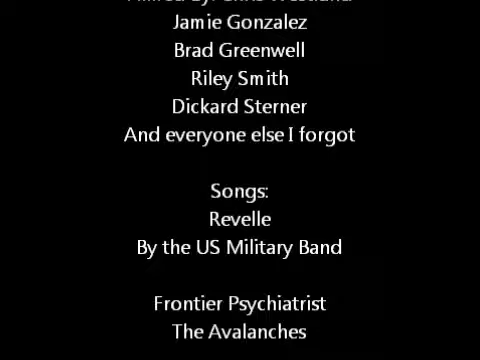 Jamie Gonzalez
Brad Greenwell
Riley Smith
Dickard Sterner
And everyone else I forgot
Songs:
Revelle
By the US Military Band
Frontier Psychiatrist
The Avalanches